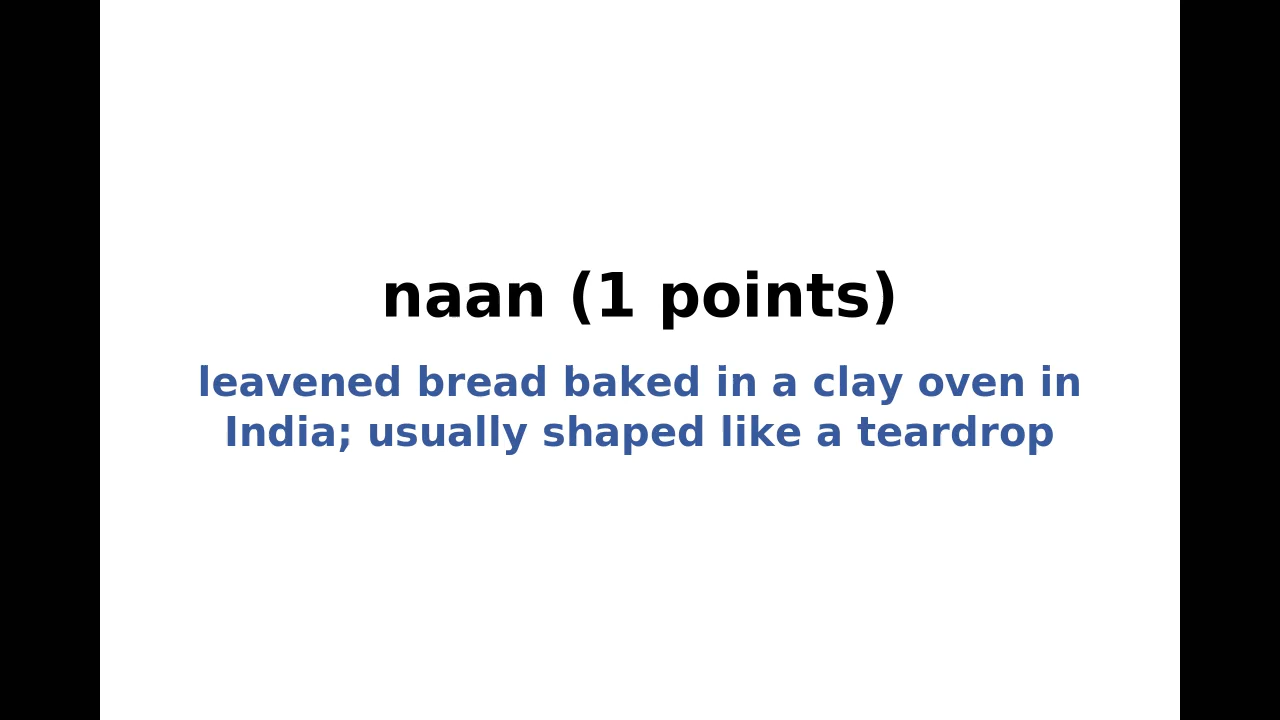 naan (1 points)
leavened bread baked in a clay oven in
India; usually shaped like a teardrop